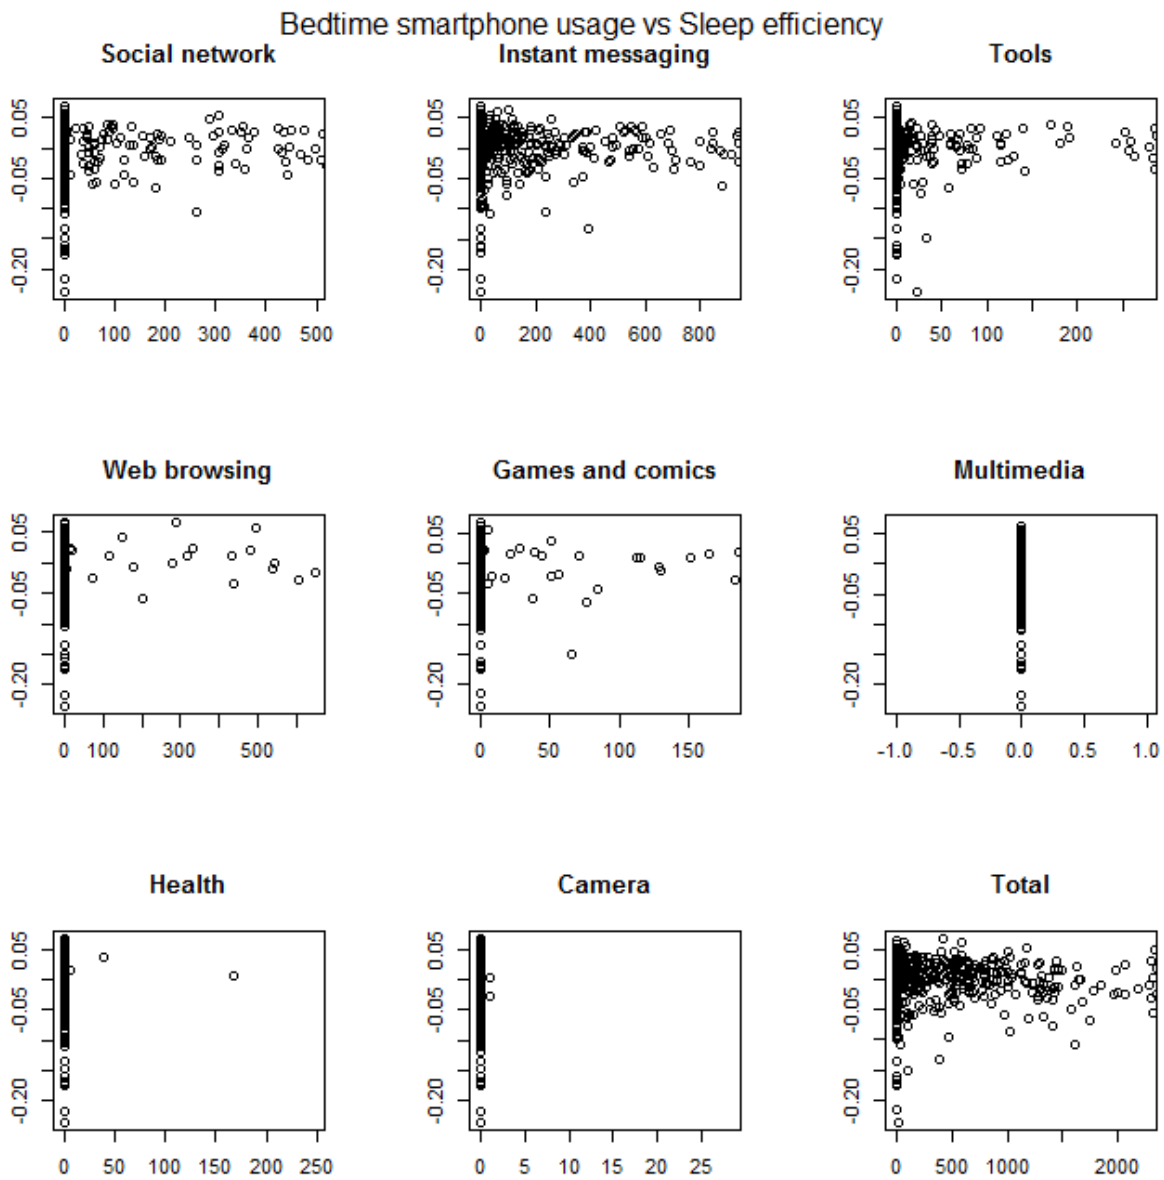 Bedtime smartphone usage vs Sleep efficiency
Social network Instant messaging Tools
0.05 0.05 0.05
-0.05 -0.05 -0.05
-0.20 -0.20 -0.20
0 100 200 300 400 500 0 200 400 600 800 0 50 100 200
Web browsing Games and comics Multimedia
0.05 0.05 0.05
-0.05 -0.05 -0.05
-0.20 -0.20 -0.20
0 100 300 500 0 50 100 150 -1.0 -0.5 0.0 0.5 1.0
Health Camera Total
0.05 0.05 0.05
-0.05 -0.05 -0.05
-0.20 -0.20 -0.20
0 50 100 150 200 250 0 5 10 15 20 25 0 500 1000 2000